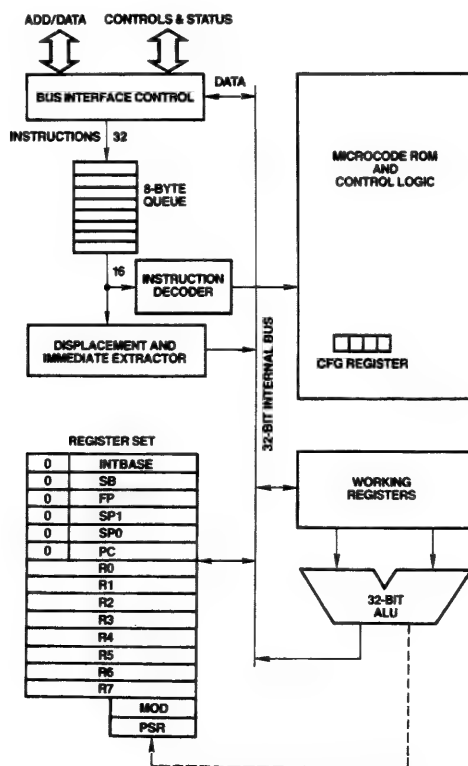 ADD/DATA
CONTROLS & STATUS
BUS INTERFACE CONTROL
DATA
INSTRUCTIONS
32
8-BYTE
QUEUE
16
INSTRUCTION
DECODER
DISPLACEMENT AND
IMMEDIATE EXTRACTOR
MICROCODE ROM
AND
CONTROL LOGIC
CFG REGISTER
32-BIT INTERNAL BUS
REGISTER SET
0 INTBASE
0 SB
0 FP
0 SP1
0 SP0
0 PC
R0
R1
R2
R3
R4
R5
R6
R7
MOD
PSR
WORKING
REGISTERS
32-BIT
ALU